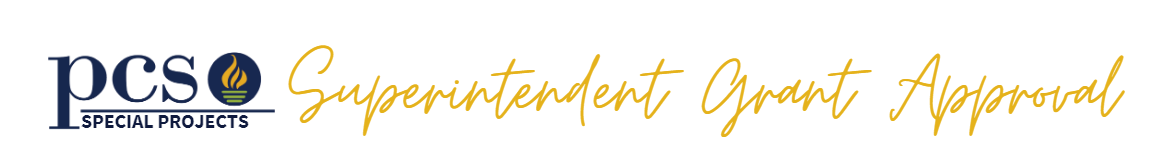 pcs
SPECIAL PROJECTS
Superintendent Grant Approval